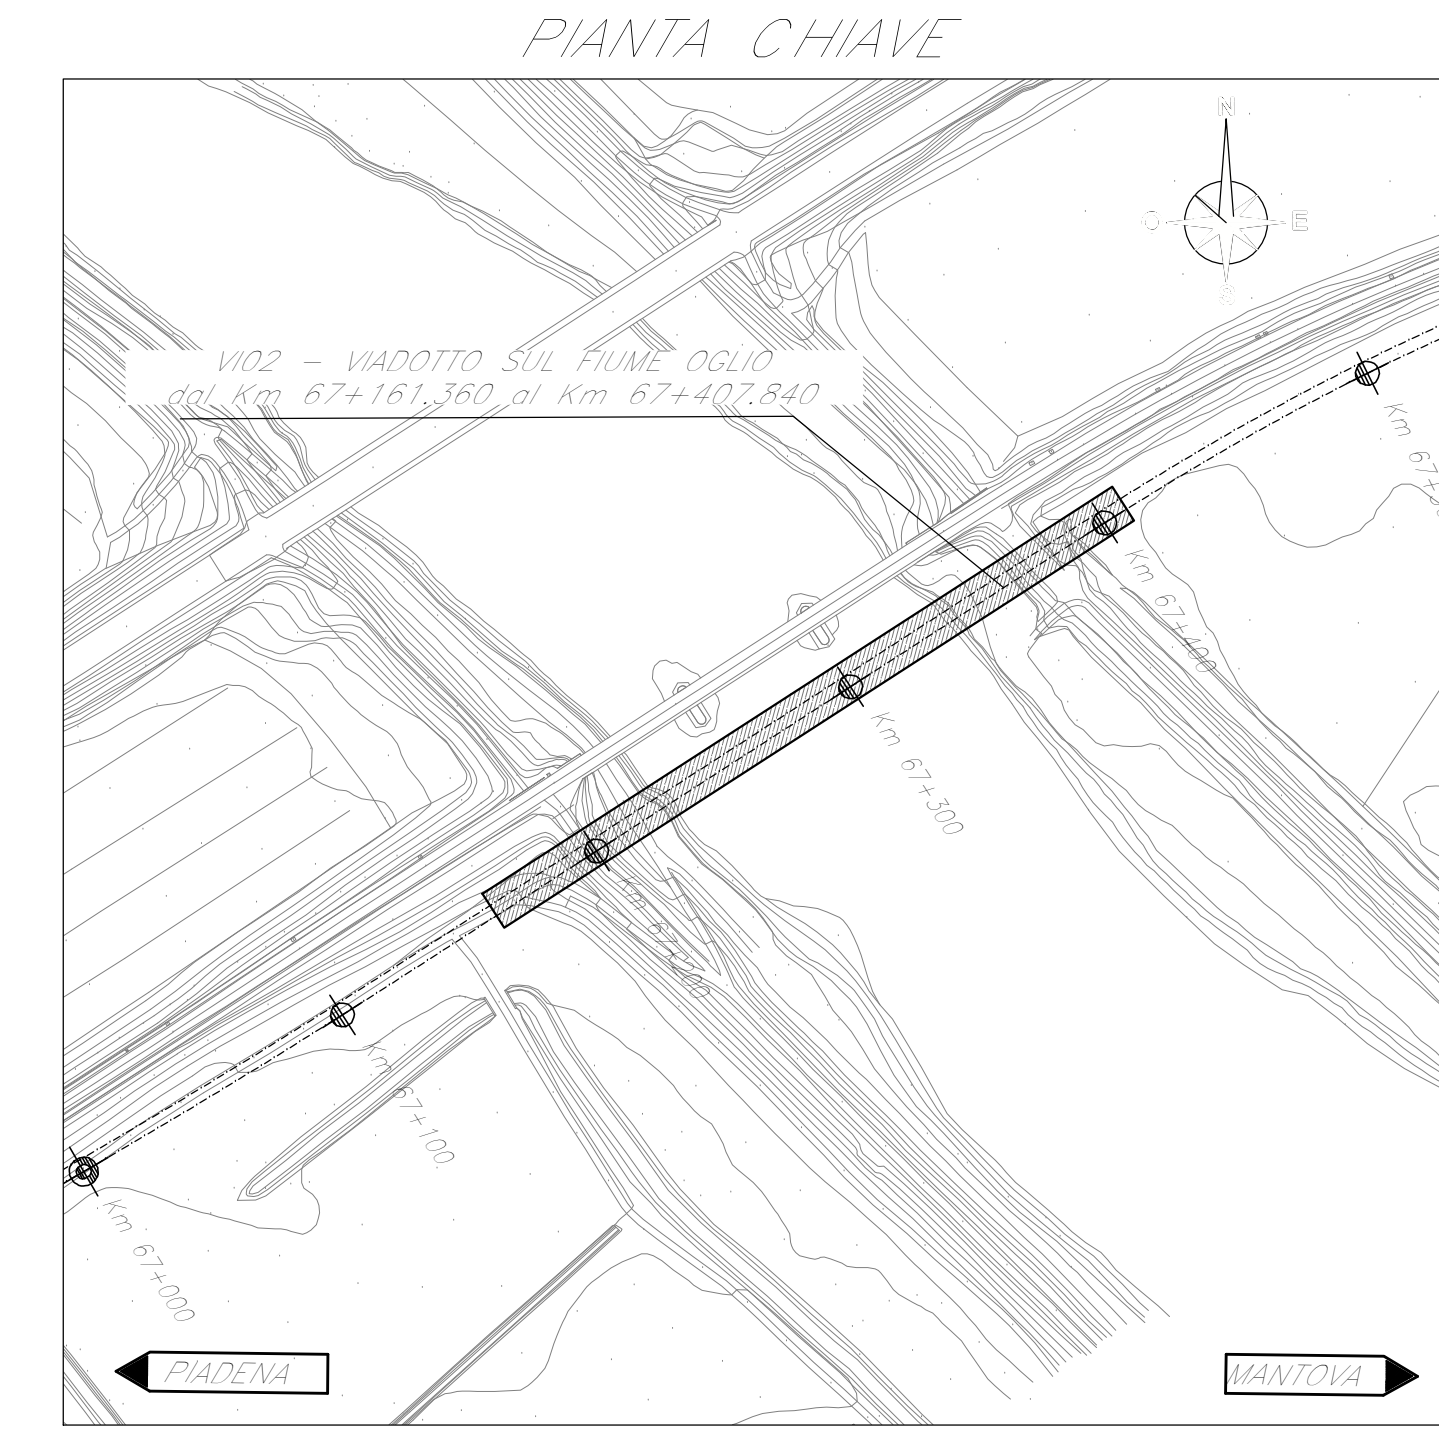 PIANTA CHIAVE
N
O
E
S
VI02 - VIADOTTO SUL FIUME OGLIO
dal Km 67+161.360 al Km 67+407.840
Km
Km 67+400
Km 67+300
Km 67+200
Km 67+100
Km 67+000
PIADENA
MANTOVA